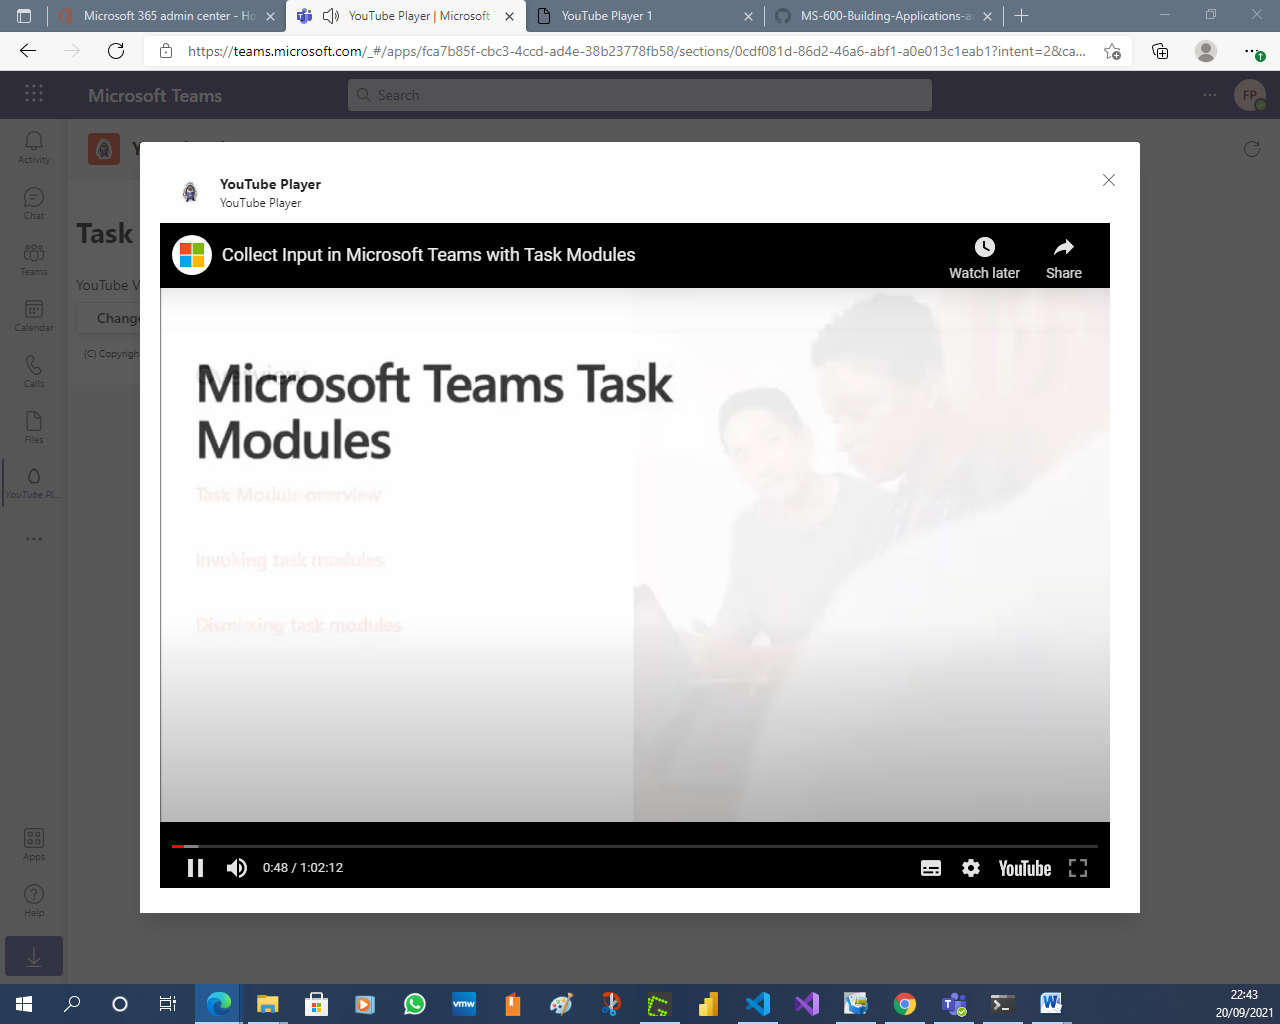 Microsoft 365 admin center - Ho
YouTube Player | Microsoft T
YouTube Player 1
MS-600-Building-Applications-a
https://teams.microsoft.com/_#/apps/fca7b85f-cbc3-4ccd-ad4e-38b23778fb58/sections/0cdf081d-86d2-46a6-abf1-a0e013c1eab1?intent=2&ca...
Microsoft Teams
Search
FP
Activity
Chat
Teams
Calendar
Calls
Files
YouTube Pl...
Apps
Help
Task
YouTube V
Change
(C) Copyright
YouTube Player
YouTube Player
Collect Input in Microsoft Teams with Task Modules
Watch later
Share
Overview
Microsoft Teams Task
Modules
Task Module overview
Invoking task modules
Dismissing task modules
0:48 / 1:02:12
YouTube
vmw
22:43
20/09/2021